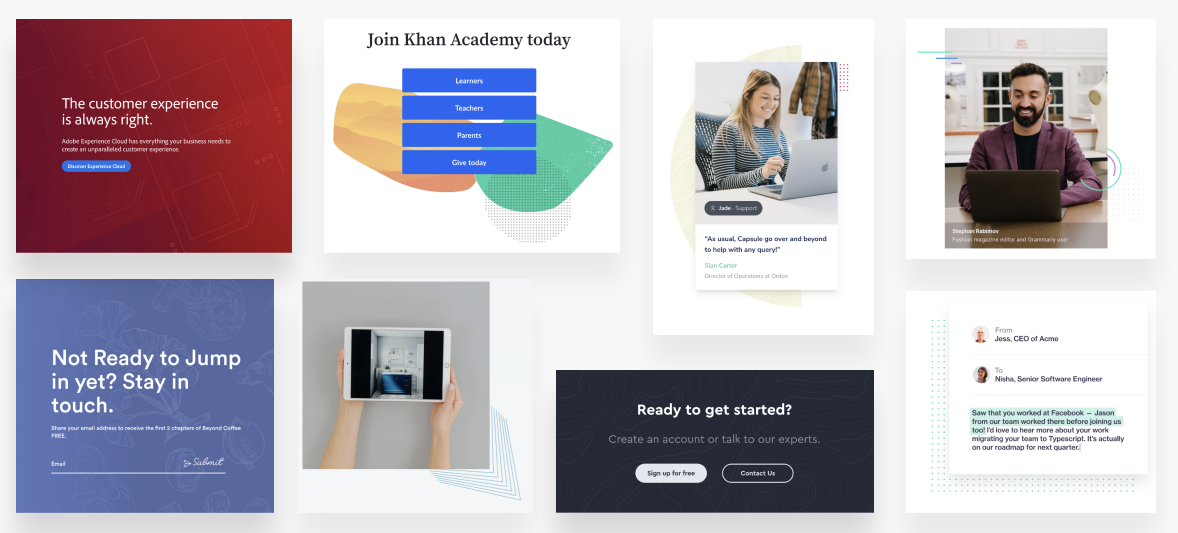 The customer experience
is always right.
Adobe Experience Cloud has everything your business needs to
create an unparalleled customer experience.
Discover Experience Cloud
Join Khan Academy today
Learners
Teachers
Parents
Give today
Jade · Support
“As usual, Capsule go over and beyond
to help with any query!”
Sian Carter
Director of Operations at Ordoo
Stephan Rabimov
Fashion magazine editor and Grammarly user
Not Ready to Jump
in yet? Stay in
touch.
Share your email address to receive the first 2 chapters of Beyond Coffee
FREE.
Email
Submit
Ready to get started?
Create an account or talk to our experts.
Sign up for free
Contact Us
From
Jess, CEO of Acme
To
Nisha, Senior Software Engineer
Saw that you worked at Facebook – Jason
from our team worked there before joining us
too! I'd love to hear more about your work
migrating your team to Typescript. It's actually
on our roadmap for next quarter.